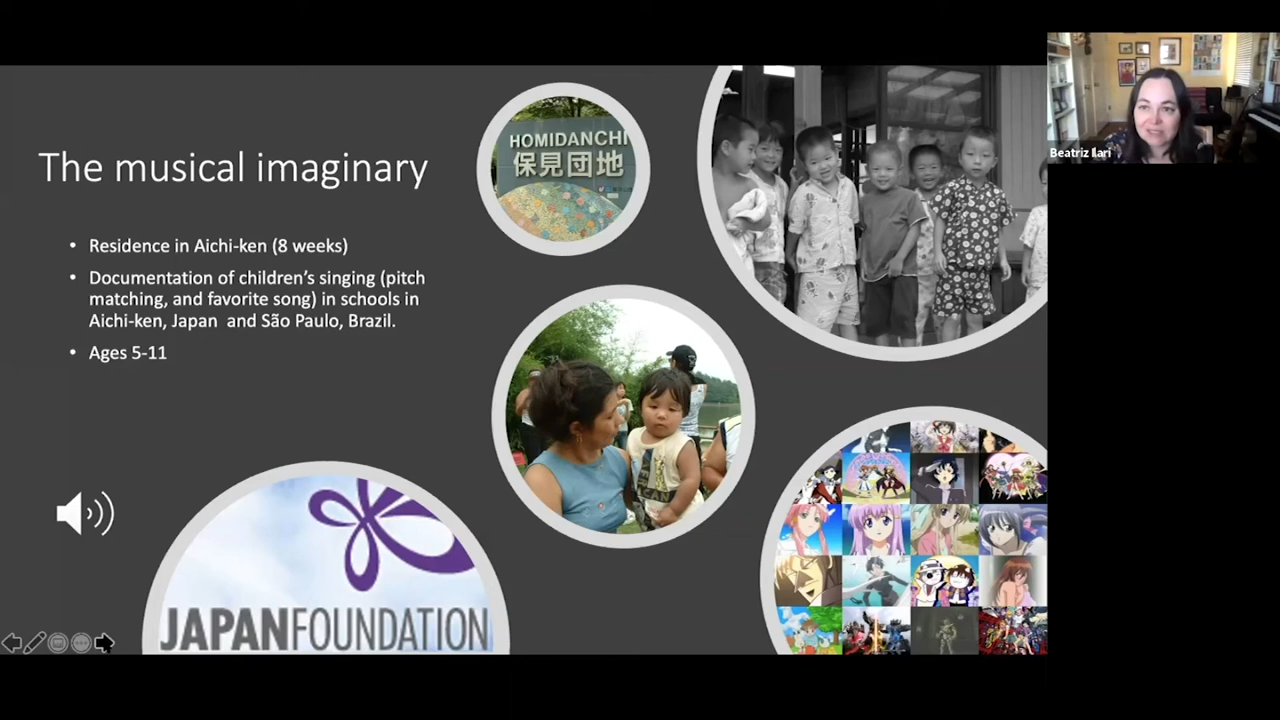 The musical imaginary
• Residence in Aichi-ken (8 weeks)
• Documentation of children's singing (pitch
matching, and favorite song) in schools in
Aichi-ken, Japan and São Paulo, Brazil.
• Ages 5-11
HOMIDANCHI
保見団地
JAPANFOUNDATION
Beatriz Ilari